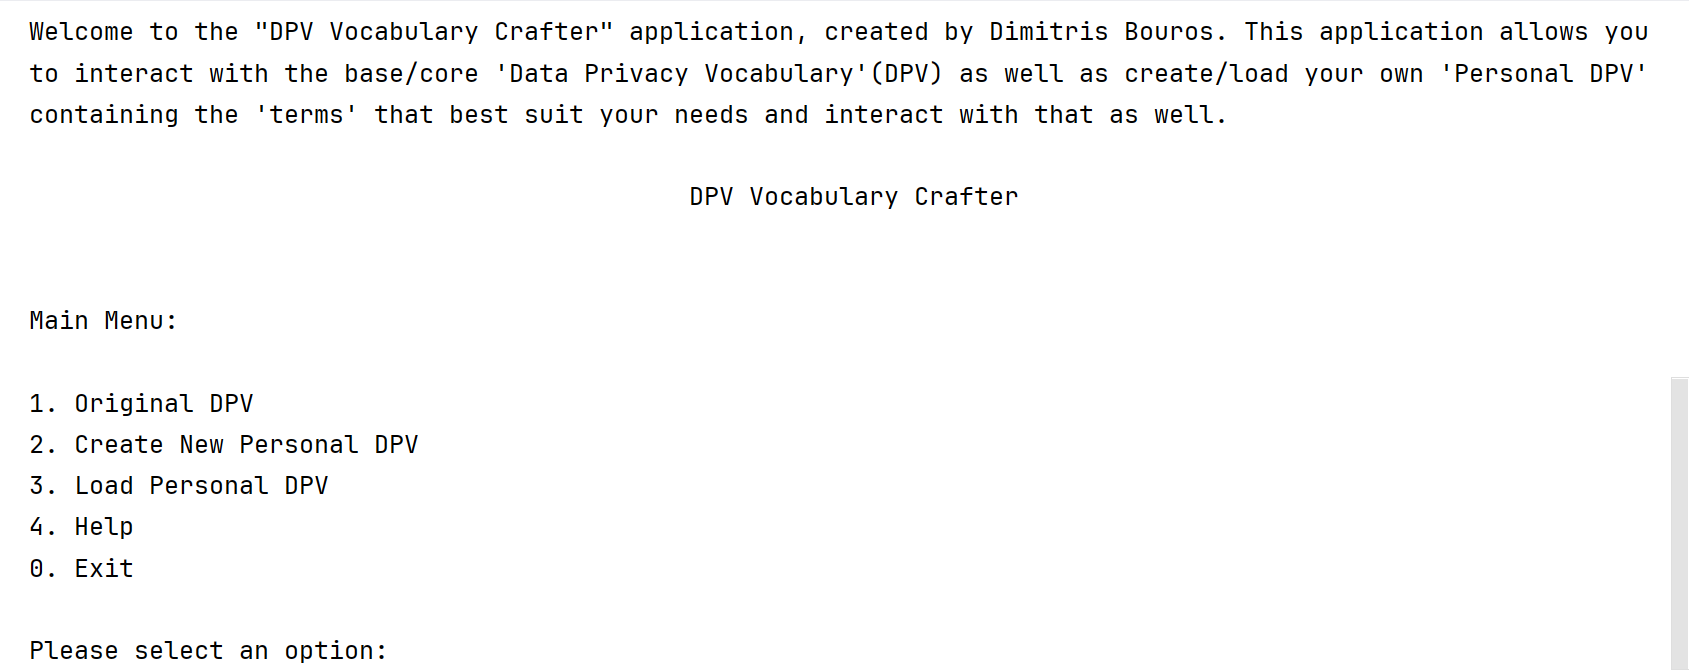 Welcome to the "DPV Vocabulary Crafter" application, created by Dimitris Bouros. This application allows you
to interact with the base/core 'Data Privacy Vocabulary'(DPV) as well as create/load your own 'Personal DPV'
containing the 'terms' that best suit your needs and interact with that as well.
DPV Vocabulary Crafter
Main Menu:
1. Original DPV
2. Create New Personal DPV
3. Load Personal DPV
4. Help
0. Exit
Please select an option: